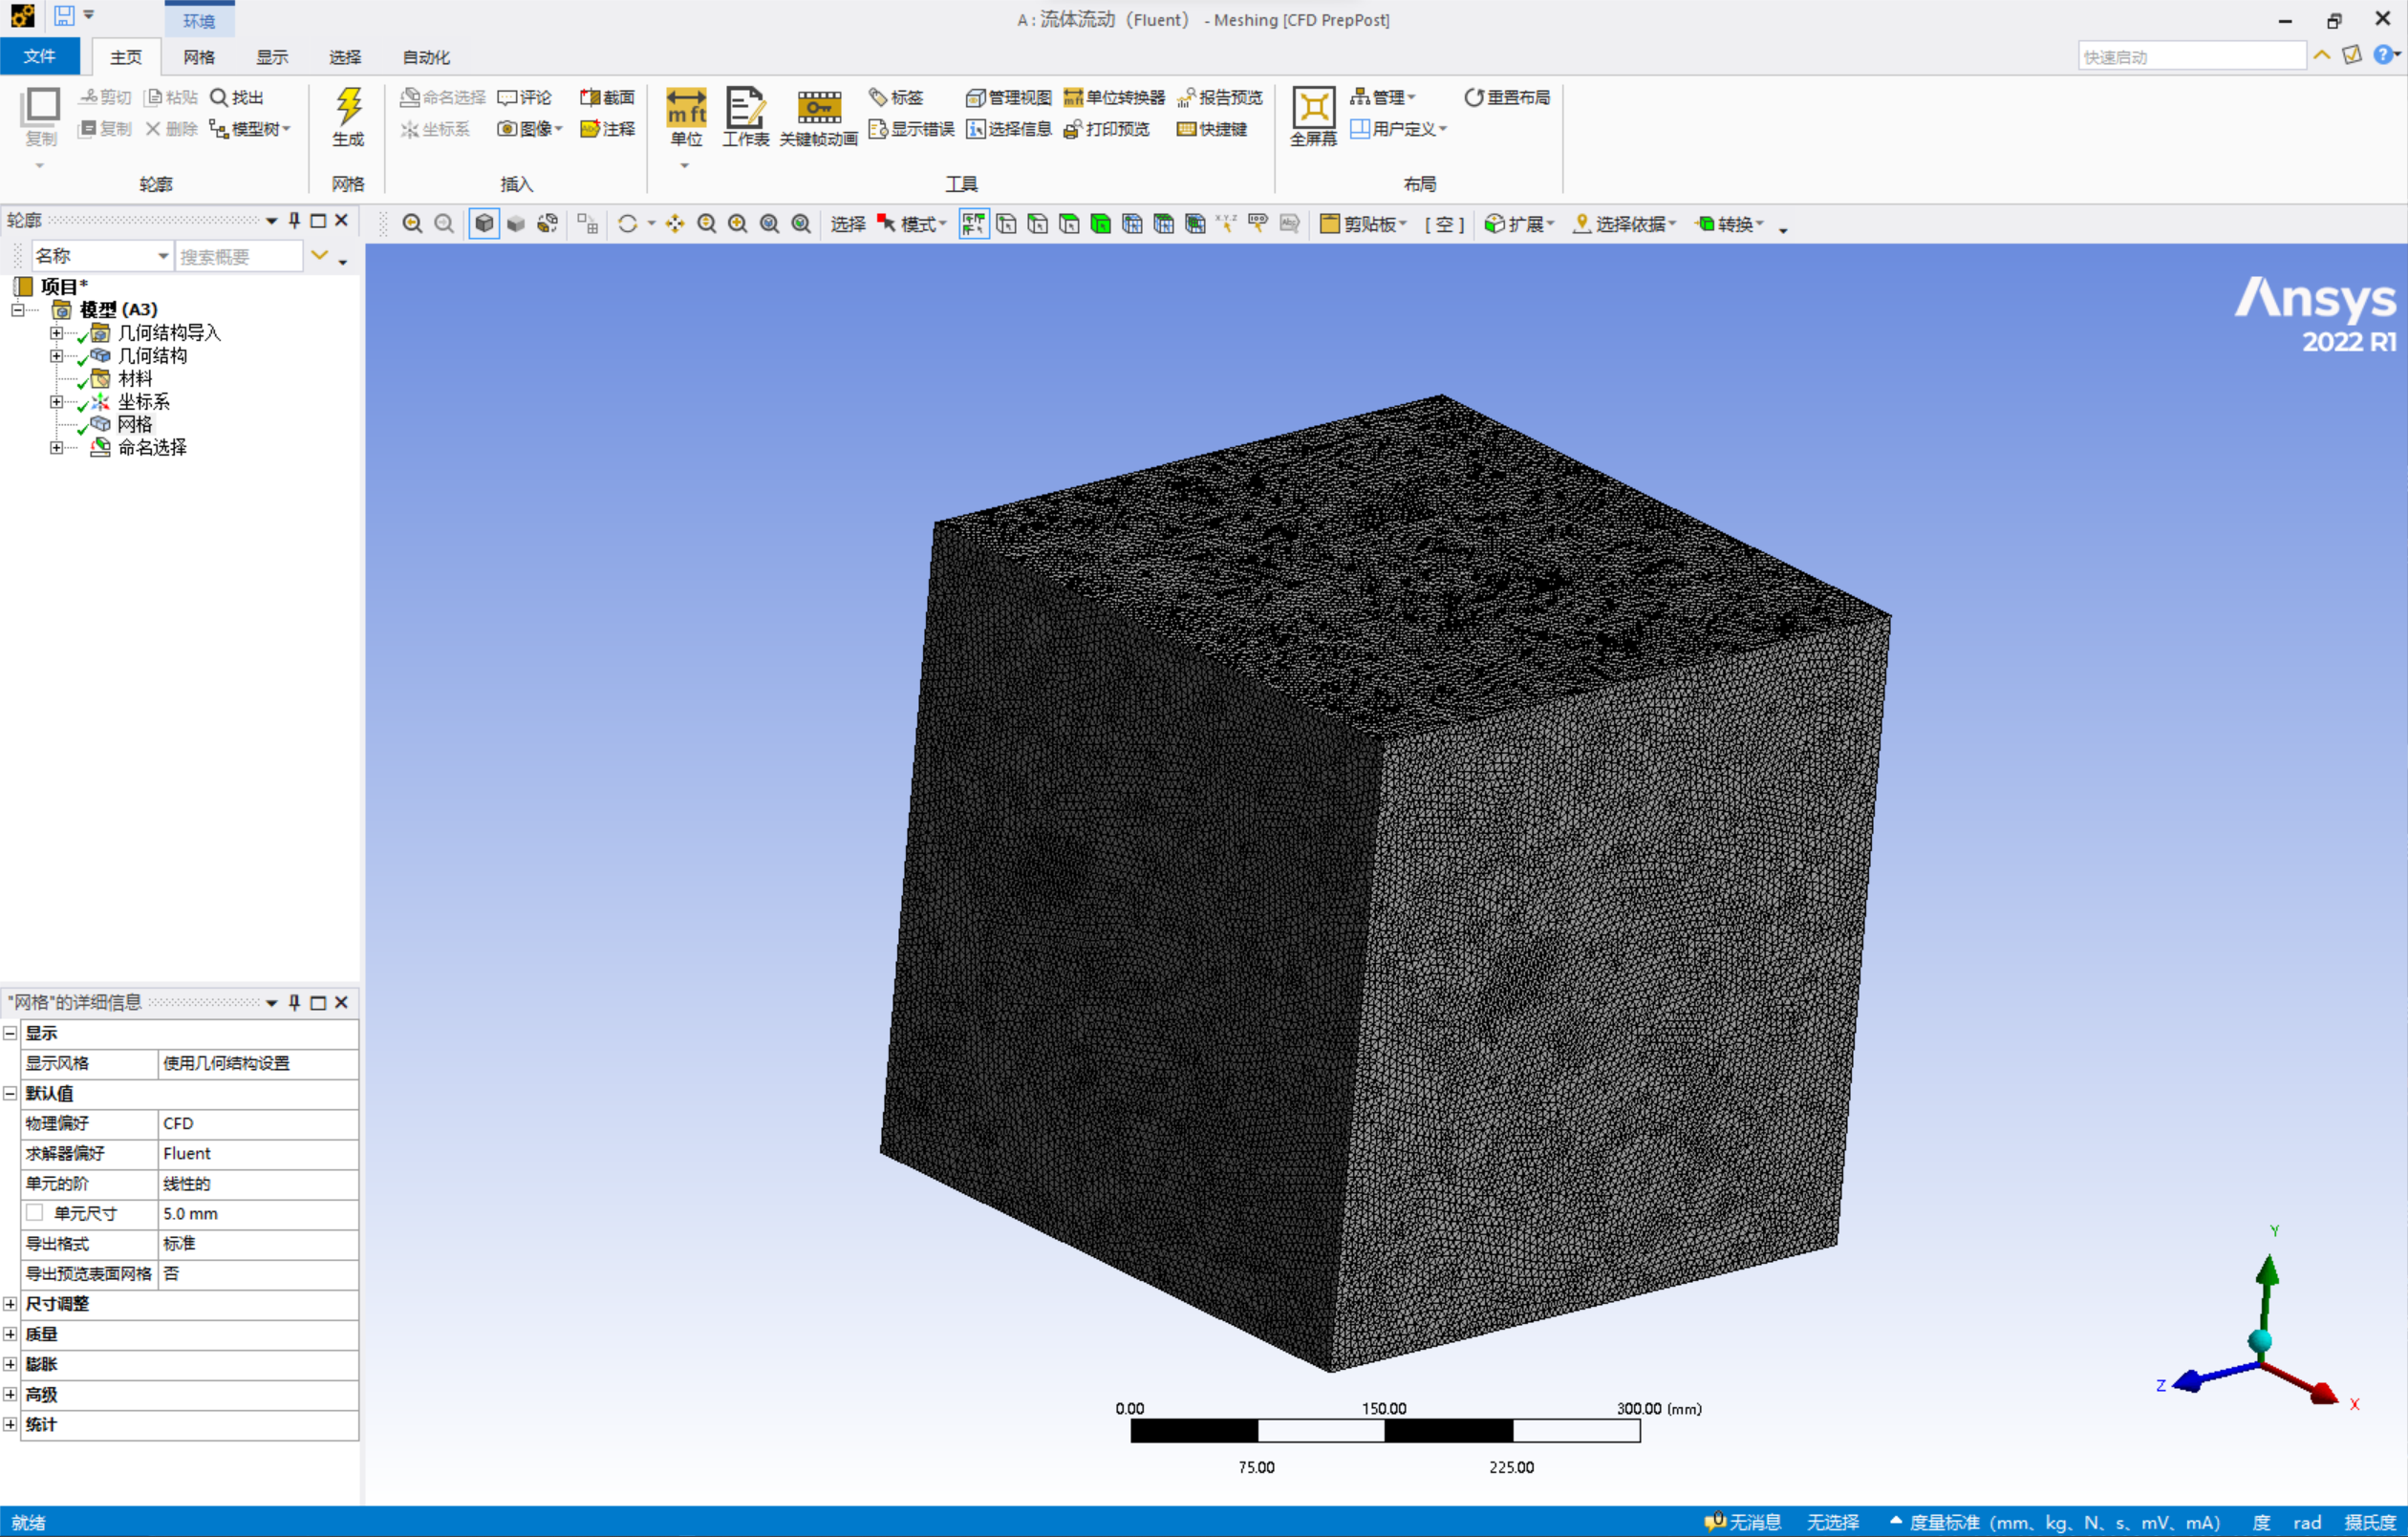 环境
A : 流体流动（Fluent） - Meshing [CFD PrepPost]
文件 主页 网格 显示 选择 自动化 快速启动
复制 剪切 粘贴 找出
复制 删除 模型树
轮廓
生成
网格
命名选择 评论 截面
坐标系 图像 注释
插入
m ft
单位 工作表 关键帧动画
标签 管理视图 单位转换器 报告预览
显示错误 选择信息 打印预览 快捷键
工具
全屏幕 管理 重置布局
用户定义
布局
轮廓
名称 搜索概要
选择 模式 剪贴板 [ 空 ] 扩展 选择依据 转换
项目*
模型 (A3)
几何结构导入
几何结构
材料
坐标系
网格
命名选择
Ansys
2022 R1
"网格"的详细信息
显示
显示风格 使用几何结构设置
默认值
物理偏好 CFD
求解器偏好 Fluent
单元的阶 线性的
单元尺寸 5.0 mm
导出格式 标准
导出预览表面网格 否
尺寸调整
质量
膨胀
高级
统计
0.00 150.00 300.00 (mm)
75.00 225.00
Y
Z
X
就绪 无消息 无选择 度量标准（mm、kg、N、s、mV、mA） 度 rad 摄氏度